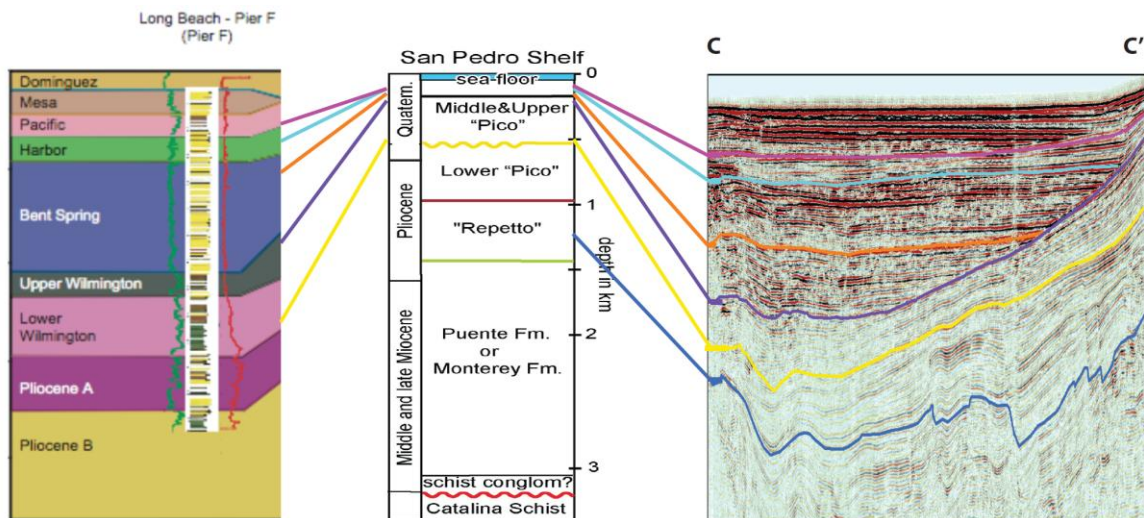 Long Beach - Pier F
(Pier F)
Dominguez
Mesa
Pacific
Harbor
Bent Spring
Upper Wilmington
Lower
Wilmington
Pliocene A
Pliocene B
San Pedro Shelf
sea floor
Middle&Upper
"Pico"
Lower "Pico"
"Repetto"
Puente Fm.
or
Monterey Fm.
schist conglom?
Catalina Schist
Quatern.
Pliocene
Middle and late Miocene
0
1
2
3
depth in km
C
C'